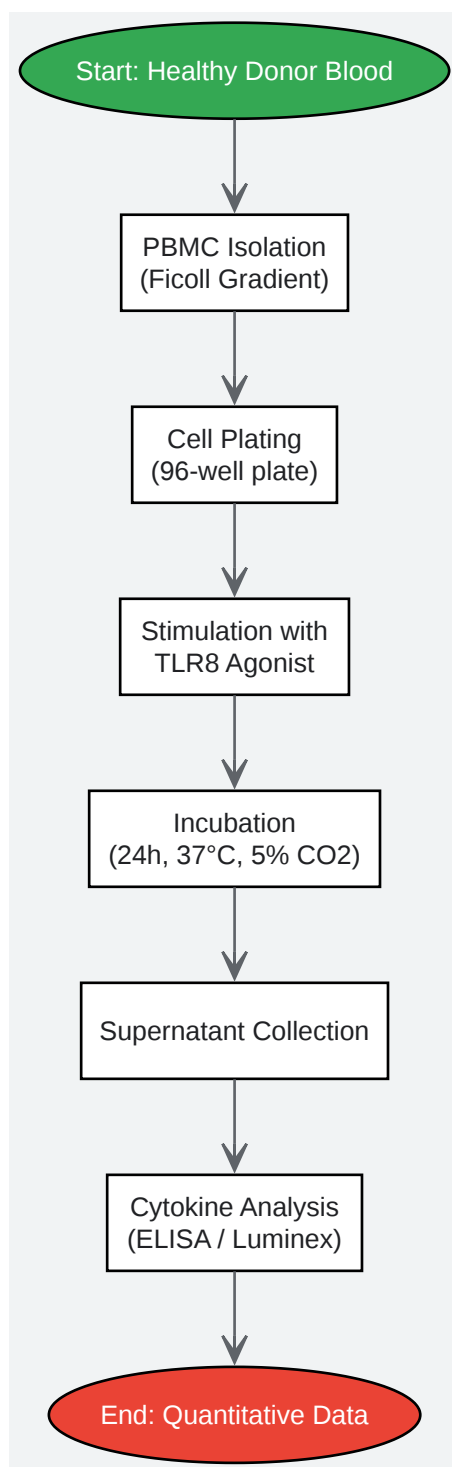 Start: Healthy Donor Blood
PBMC Isolation
(Ficoll Gradient)
Cell Plating
(96-well plate)
Stimulation with
TLR8 Agonist
Incubation
(24h, 37°C, 5% CO2)
Supernatant Collection
Cytokine Analysis
(ELISA / Luminex)
End: Quantitative Data